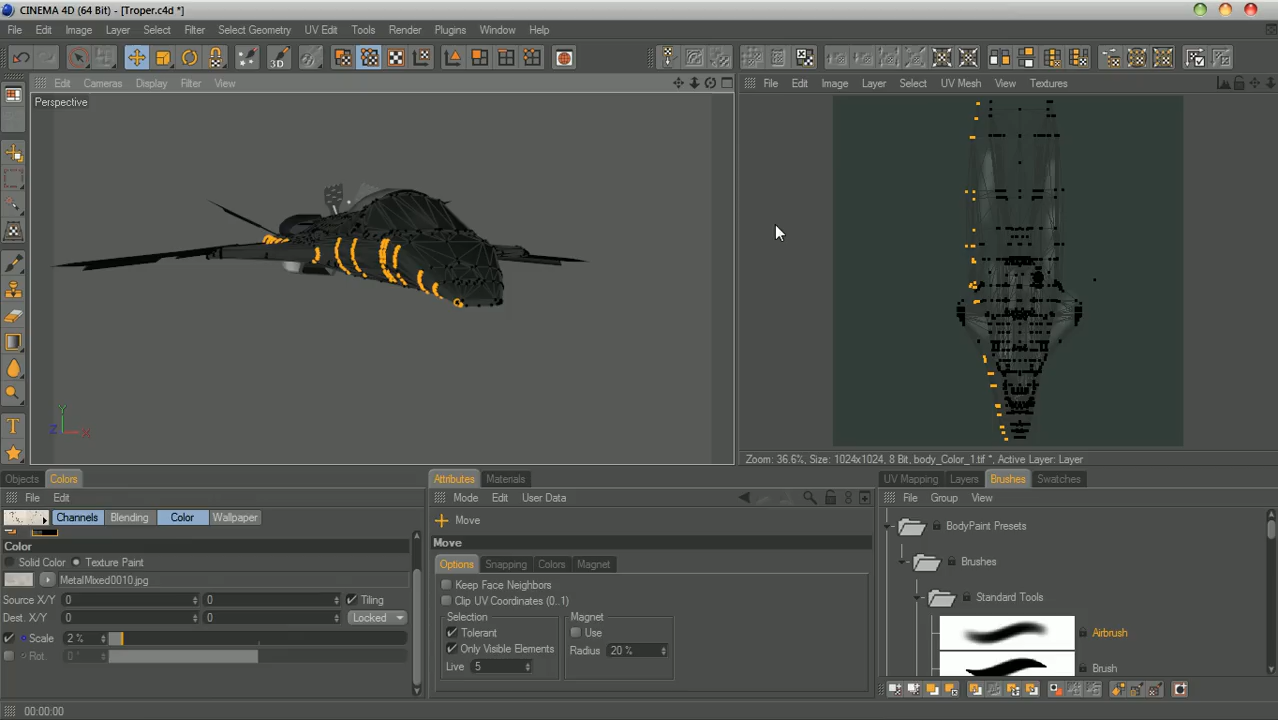 CINEMA 4D (64 Bit) - [Troper.c4d *]
File Edit Image Layer Select Filter Select Geometry UV Edit Tools Render Plugins Window Help
3D
Edit Cameras Display Filter View
File Edit Image Layer Select UV Mesh View Textures
Perspective
Y
Z X
Zoom: 36.6%, Size: 1024x1024, 8 Bit, body_Color_1.tif *, Active Layer: Layer
Objects Colors
Attributes Materials
UV Mapping Layers Brushes Swatches
File Edit
Mode Edit User Data
File Group View
Channels Blending Color Wallpaper
Move
BodyPaint Presets
Color
Move
Solid Color Texture Paint
Options Snapping Colors Magnet
Brushes
MetalMixed0010.jpg
Keep Face Neighbors
Source X/Y 0 0 Tiling
Clip UV Coordinates (0..1)
Standard Tools
Dest. X/Y 0 0 Locked
Selection Magnet
Scale 2 %
Tolerant Use
Airbrush
Rot. 0 °
Only Visible Elements Radius 20 %
Live 5
Brush
00:00:00